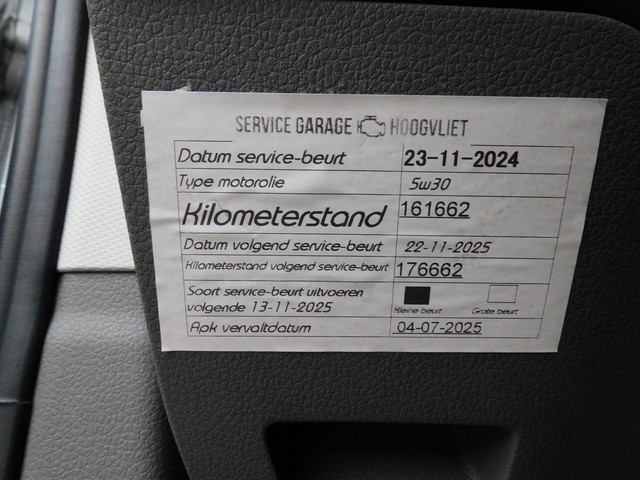 SERVICE GARAGE HOOGVLIET
Datum service-beurt 23-11-2024
Type motorolie 5w30
Kilometerstand 161662
Datum volgend service-beurt 22-11-2025
Kilometerstand volgend service-beurt 176662
Soort service-beurt uitvoeren
volgende 13-11-2025 Kleine beurt Grote beurt
Apk vervaltdatum 04-07-2025